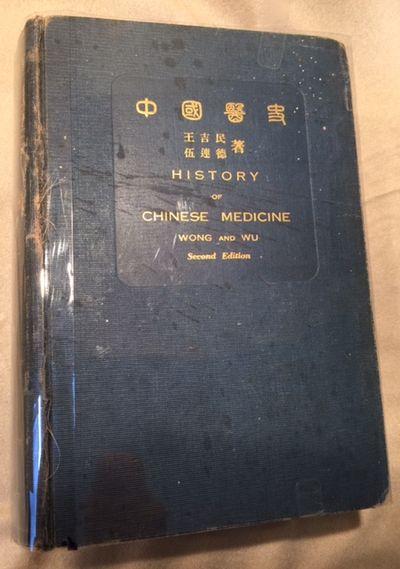 中國醫史
王吉民
伍連德 著
HISTORY
OF
CHINESE MEDICINE
WONG AND WU
Second Edition